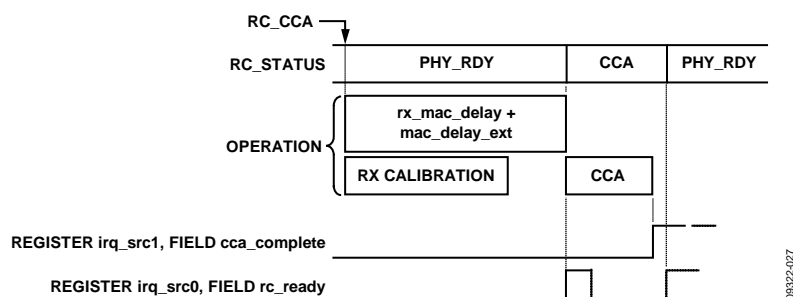 RC_CCA
RC_STATUS PHY_RDY CCA PHY_RDY
rx_mac_delay +
mac_delay_ext
OPERATION
RX CALIBRATION CCA
REGISTER irq_src1, FIELD cca_complete
REGISTER irq_src0, FIELD rc_ready
09322-027